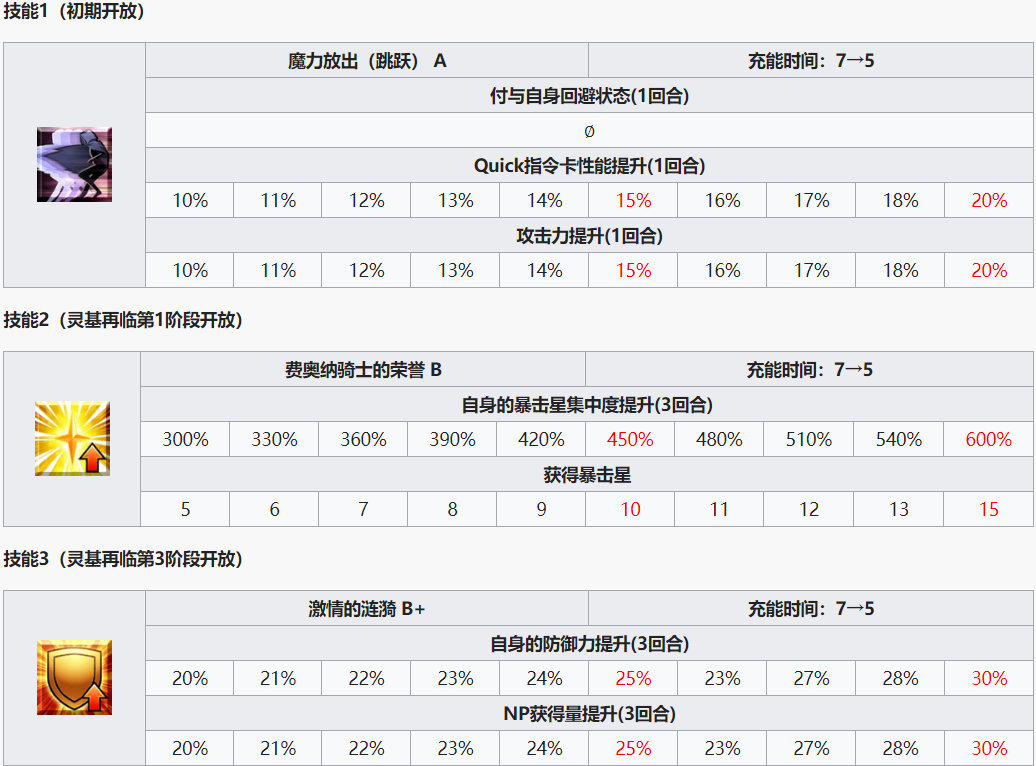 技能1（初期开放）
魔力放出（跳跃） A 充能时间：7→5
付与自身回避状态(1回合)
∅
Quick指令卡性能提升(1回合)
10% 11% 12% 13% 14% 15% 16% 17% 18% 20%
攻击力提升(1回合)
10% 11% 12% 13% 14% 15% 16% 17% 18% 20%
技能2（灵基再临第1阶段开放）
费奥纳骑士的荣誉 B 充能时间：7→5
自身的暴击星集中度提升(3回合)
300% 330% 360% 390% 420% 450% 480% 510% 540% 600%
获得暴击星
5 6 7 8 9 10 11 12 13 15
技能3（灵基再临第3阶段开放）
激情的涟漪 B+ 充能时间：7→5
自身的防御力提升(3回合)
20% 21% 22% 23% 24% 25% 23% 27% 28% 30%
NP获得量提升(3回合)
20% 21% 22% 23% 24% 25% 23% 27% 28% 30%